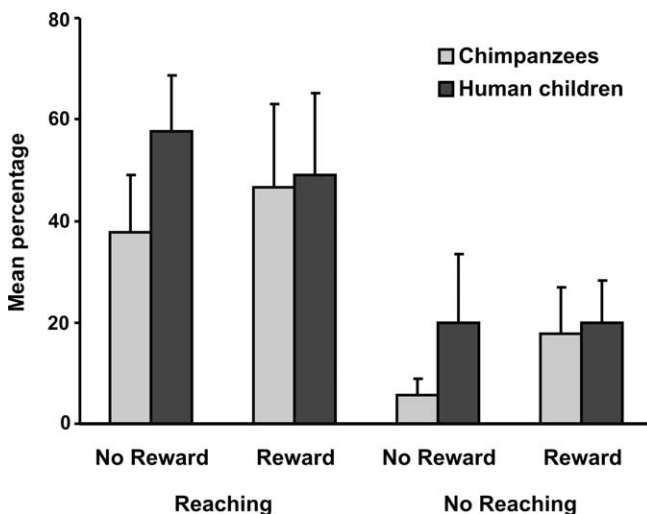 80
Chimpanzees
Human children
60
40
20
0
Mean percentage
No Reward Reward No Reward Reward
Reaching No Reaching